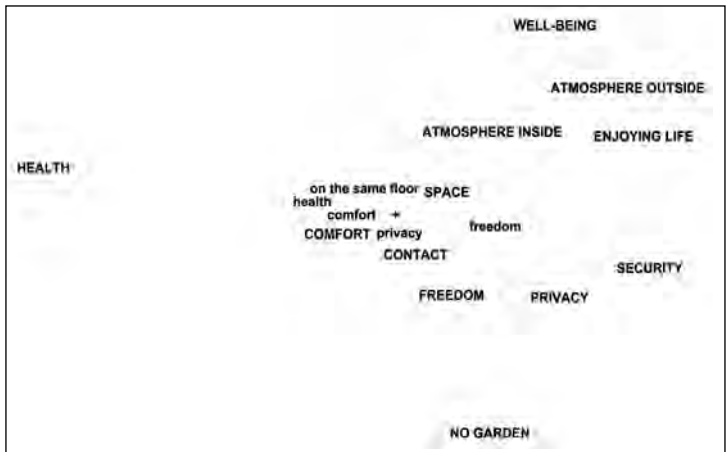 WELL-BEING
ATMOSPHERE OUTSIDE
ATMOSPHERE INSIDE ENJOYING LIFE
HEALTH
on the same floor SPACE
health
comfort +
freedom
COMFORT privacy
CONTACT
SECURITY
FREEDOM PRIVACY
NO GARDEN